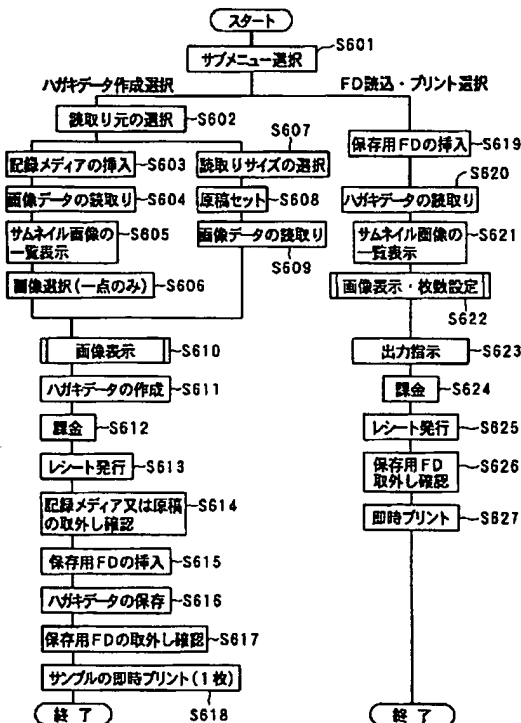 スタート
サブメニュー選択
S601
ハガキデータ作成選択
FD読込・プリント選択
読取り元の選択
S602
記録メディアの挿入
S603
画像データの読取り
S604
サムネイル画像の
一覧表示
S605
画像選択(一点のみ)
S606
S607
読取りサイズの選択
原稿セット
S608
画像データの読取り
S609
画像表示
S610
ハガキデータの作成
S611
課金
S612
レシート発行
S613
記録メディア又は原稿
の取外し確認
S614
保存用FDの挿入
S615
ハガキデータの保存
S616
保存用FDの取外し確認
S617
サンプルの即時プリント(1枚)
S618
終了
保存用FDの挿入
S619
S620
ハガキデータの読取り
サムネイル画像の
一覧表示
S621
画像表示・枚数設定
S622
出力指示
S623
課金
S624
レシート発行
S625
保存用FD
取外し確認
S626
即時プリント
S627
終了